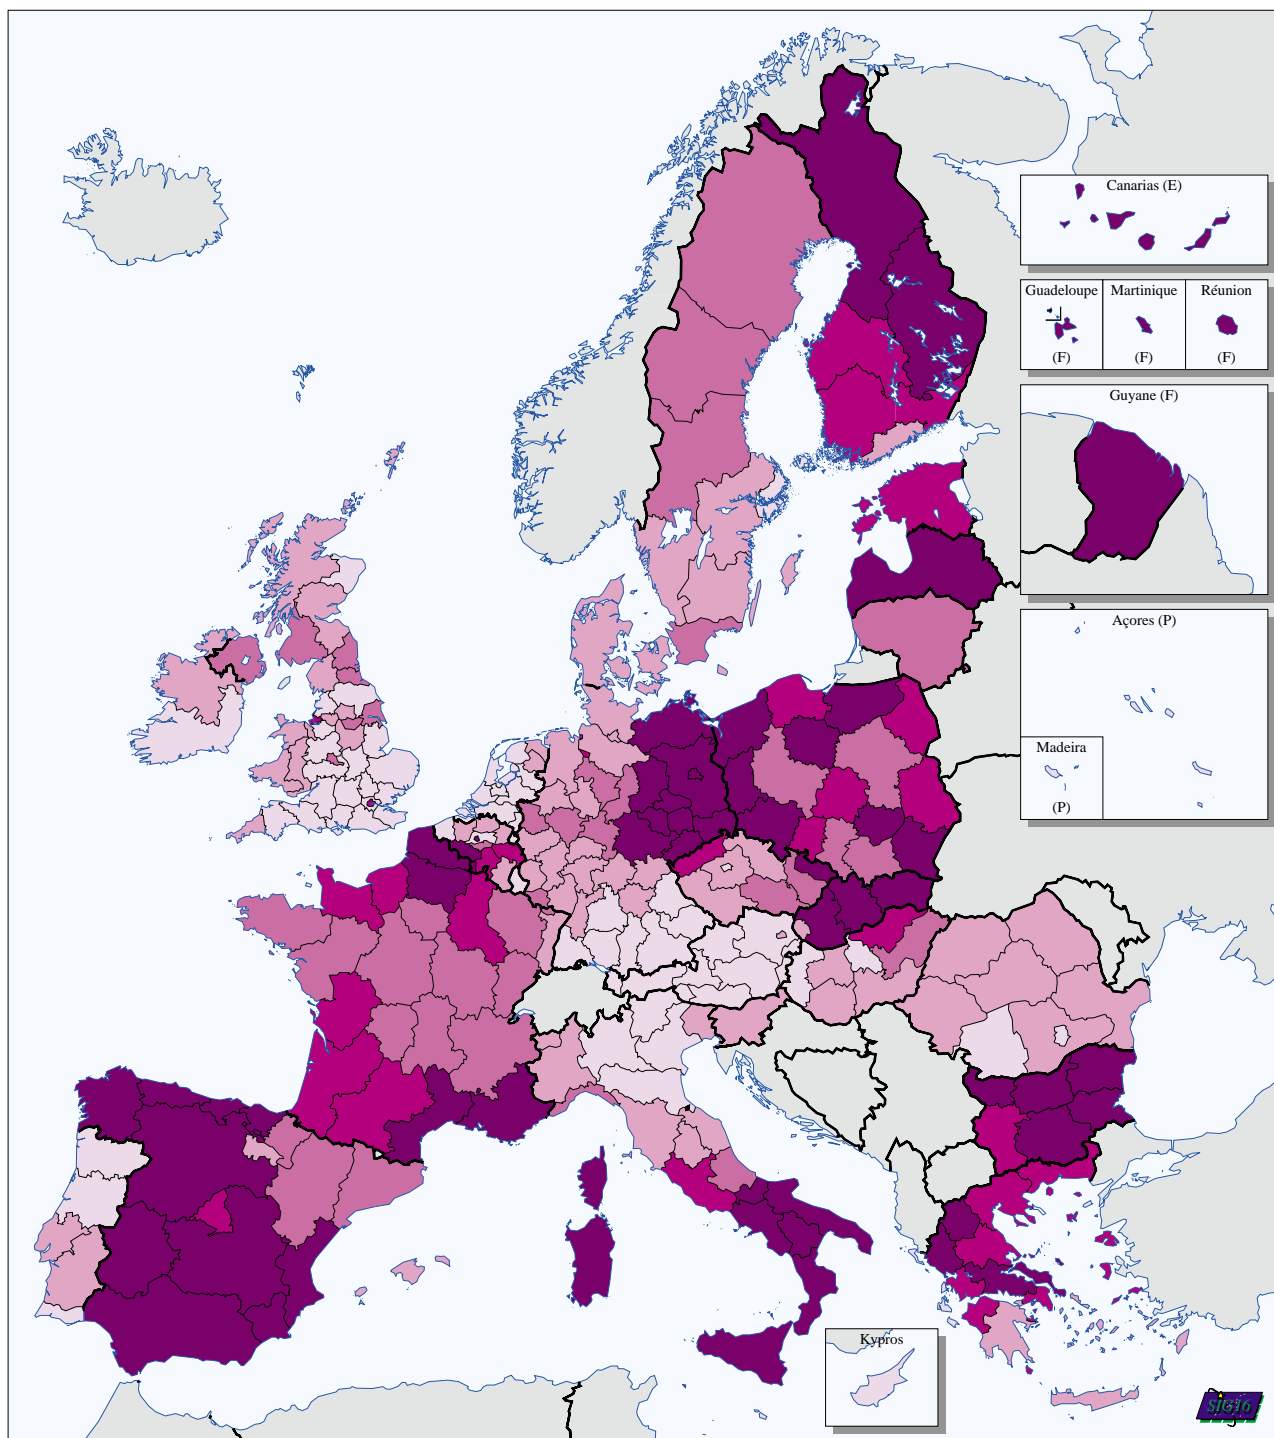 Canarias (E)
Guadeloupe
Martinique
Réunion
(F)
(F)
(F)
Guyane (F)
Açores (P)
Madeira
(P)
Kypros
SIG16